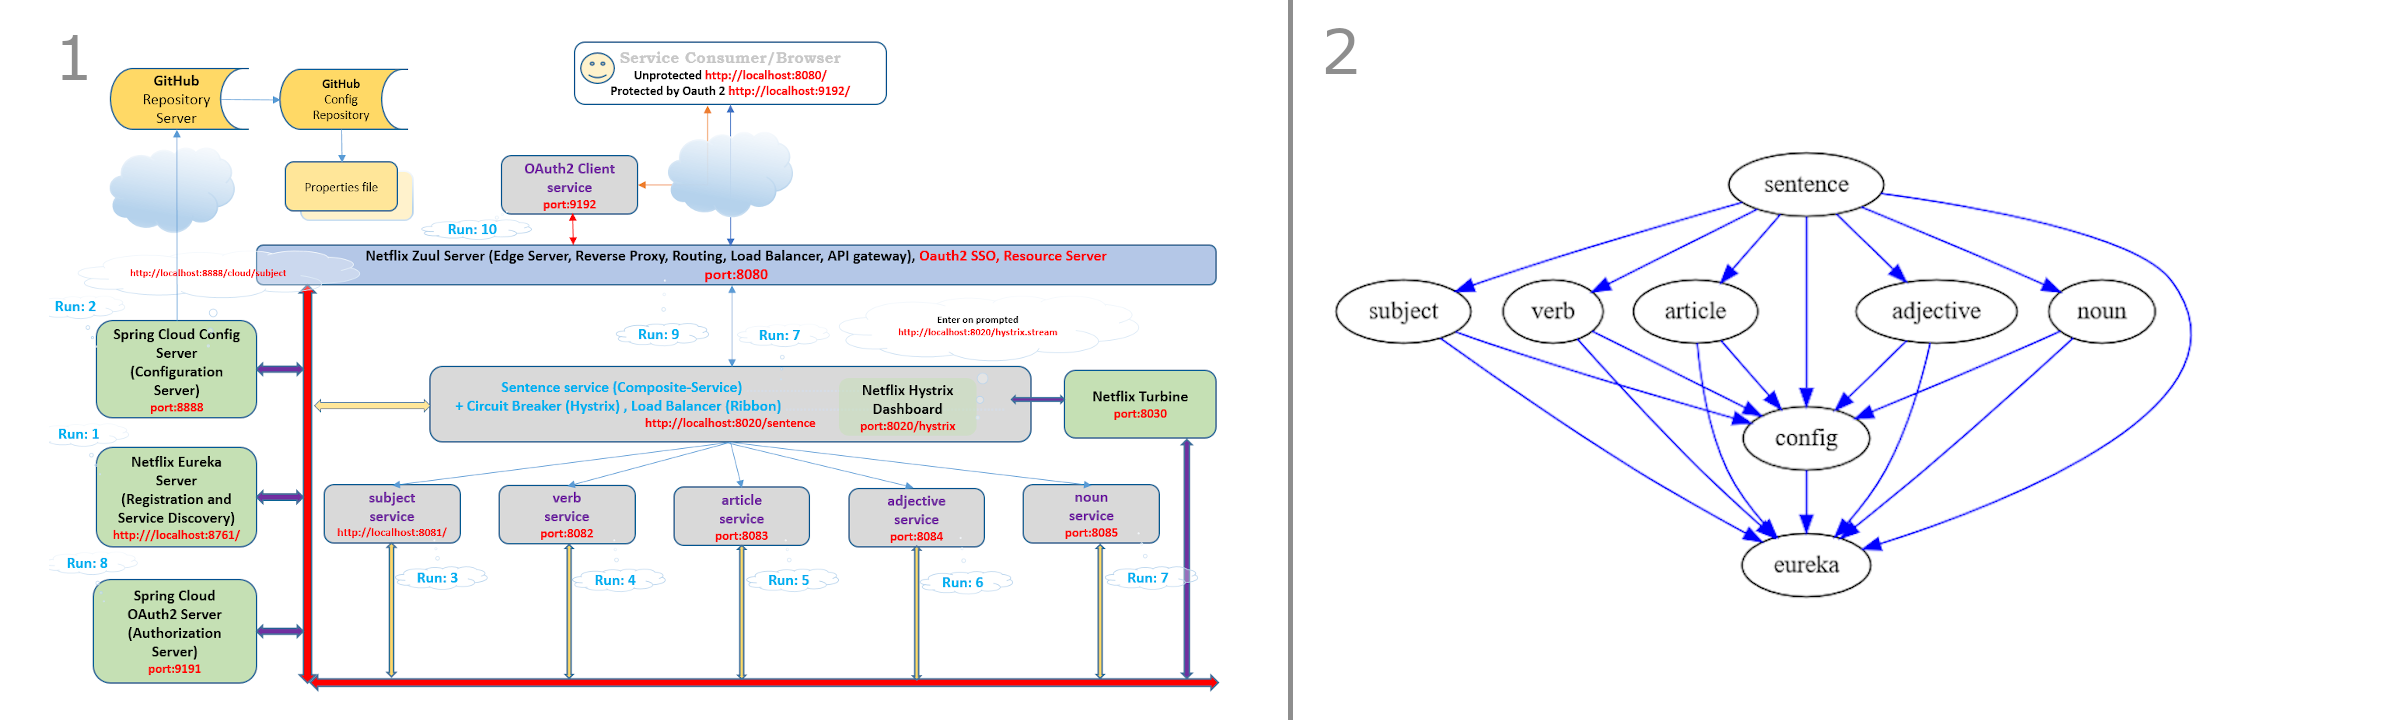 1
GitHub
Repository
Server
GitHub
Config
Repository
Properties file
Service Consumer/Browser
Unprotected http://localhost:8080/
Protected by Oauth 2 http://localhost:9192/
OAuth2 Client
service
port:9192
Run: 10
Netflix Zuul Server (Edge Server, Reverse Proxy, Routing, Load Balancer, API gateway), Oauth2 SSO, Resource Server
port:8080
http://localhost:8888/cloud/subject
Run: 2
Spring Cloud Config
Server
(Configuration
Server)
port:8888
Run: 9
Run: 7
Enter on prompted
http://localhost:8020/hystrix.stream
Sentence service (Composite-Service)
+ Circuit Breaker (Hystrix) , Load Balancer (Ribbon)
http://localhost:8020/sentence
Netflix Hystrix
Dashboard
port:8020/hystrix
Netflix Turbine
port:8030
Run: 1
Netflix Eureka
Server
(Registration and
Service Discovery)
http:///localhost:8761/
subject
service
http://localhost:8081/
verb
service
port:8082
article
service
port:8083
adjective
service
port:8084
noun
service
port:8085
Run: 3
Run: 4
Run: 5
Run: 6
Run: 7
Run: 8
Spring Cloud
OAuth2 Server
(Authorization
Server)
port:9191
2
sentence
subject
verb
article
adjective
noun
config
eureka